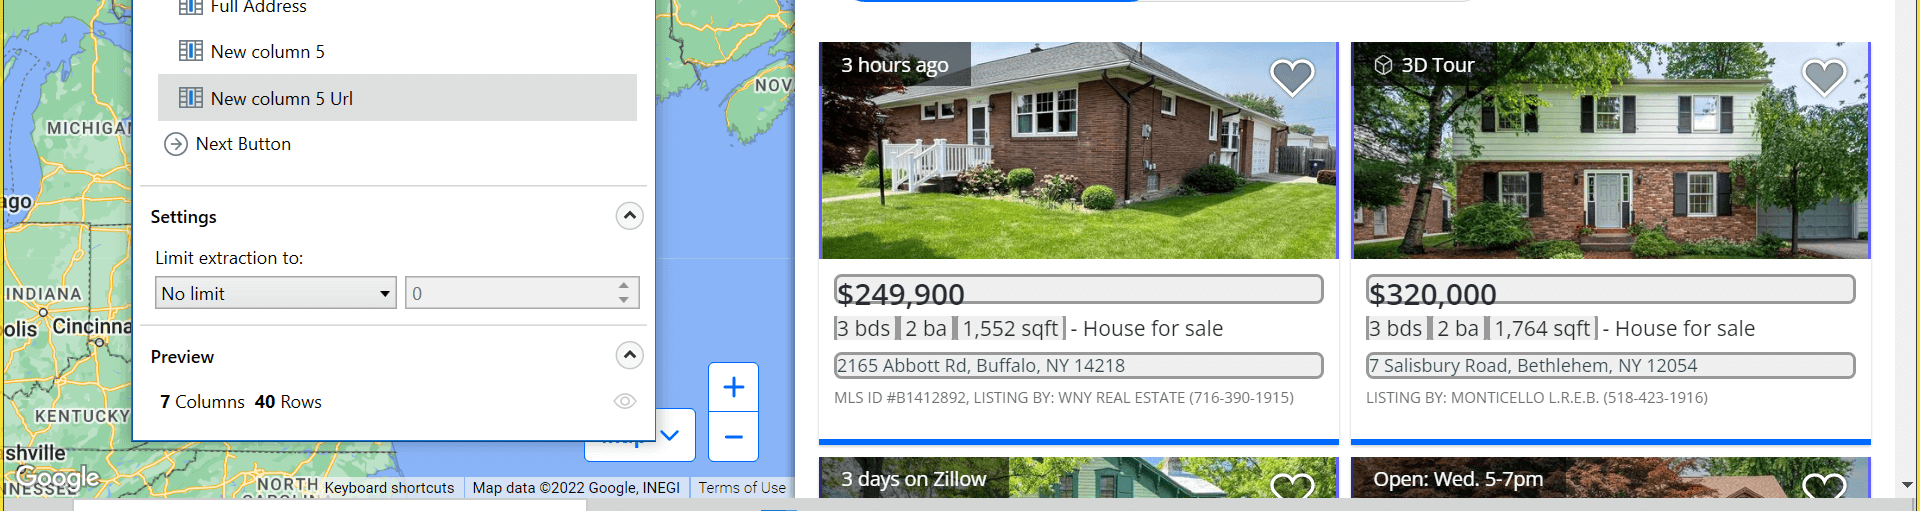 Full Address
New column 5
New column 5 Url
Next Button
Settings
Limit extraction to:
No limit
0
Preview
7 Columns 40 Rows
MICHIGAN
NOV
ago
INDIANA
olis
Cincinna
KENTUCKY
shville
NNESSEE
NORTH
CAROLINA
Google
Map
+
−
Keyboard shortcuts
Map data ©2022 Google, INEGI
Terms of Use
3 hours ago
$249,900
3 bds 2 ba 1,552 sqft - House for sale
2165 Abbott Rd, Buffalo, NY 14218
MLS ID #B1412892, LISTING BY: WNY REAL ESTATE (716-390-1915)
3D Tour
$320,000
3 bds 2 ba 1,764 sqft - House for sale
7 Salisbury Road, Bethlehem, NY 12054
LISTING BY: MONTICELLO L.R.E.B. (518-423-1916)
3 days on Zillow
Open: Wed. 5-7pm